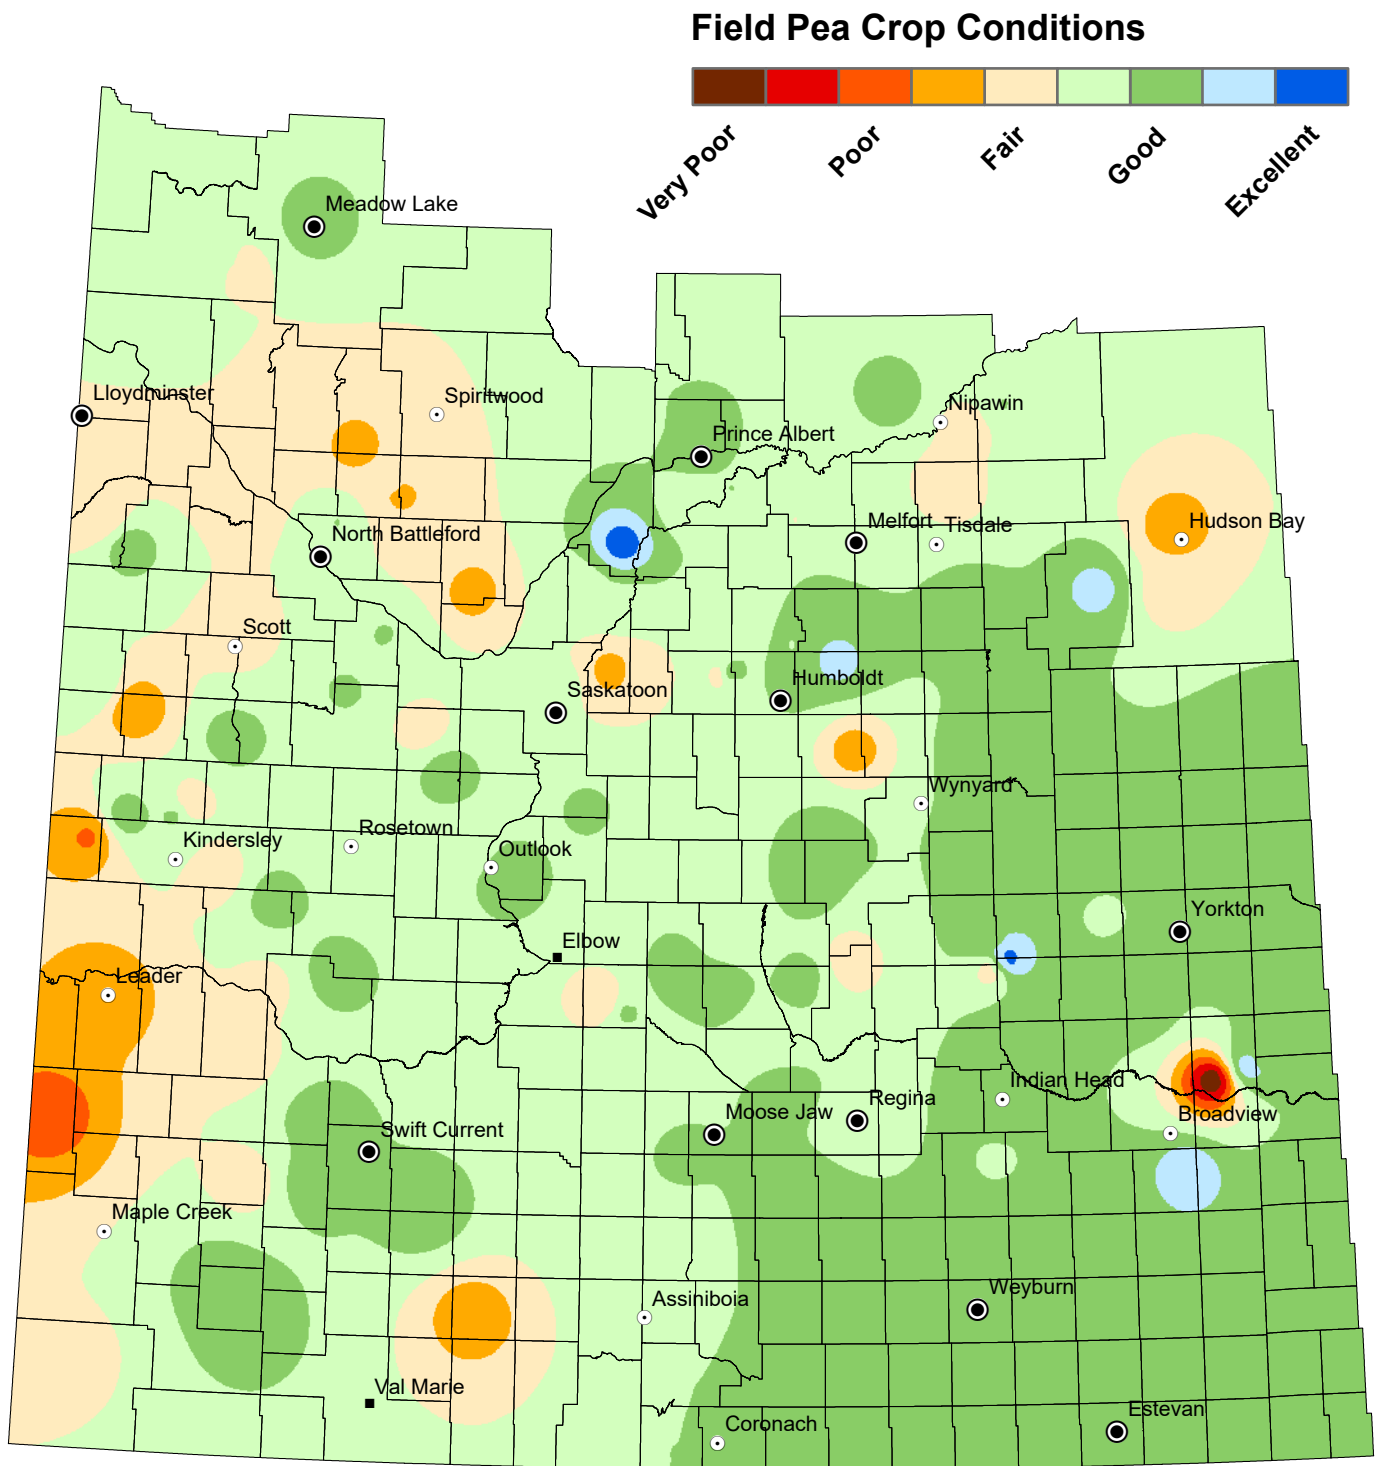 Field Pea Crop Conditions
Very Poor
Poor
Fair
Good
Excellent
Meadow Lake
Lloydminster
Spiritwood
Nipawin
Prince Albert
Hudson Bay
Melfort
Tisdale
North Battleford
Scott
Humboldt
Saskatoon
Wynyard
Rosetown
Kindersley
Outlook
Yorkton
Elbow
Leader
Indian Head
Regina
Moose Jaw
Broadview
Swift Current
Maple Creek
Weyburn
Assiniboia
Val Marie
Estevan
Coronach